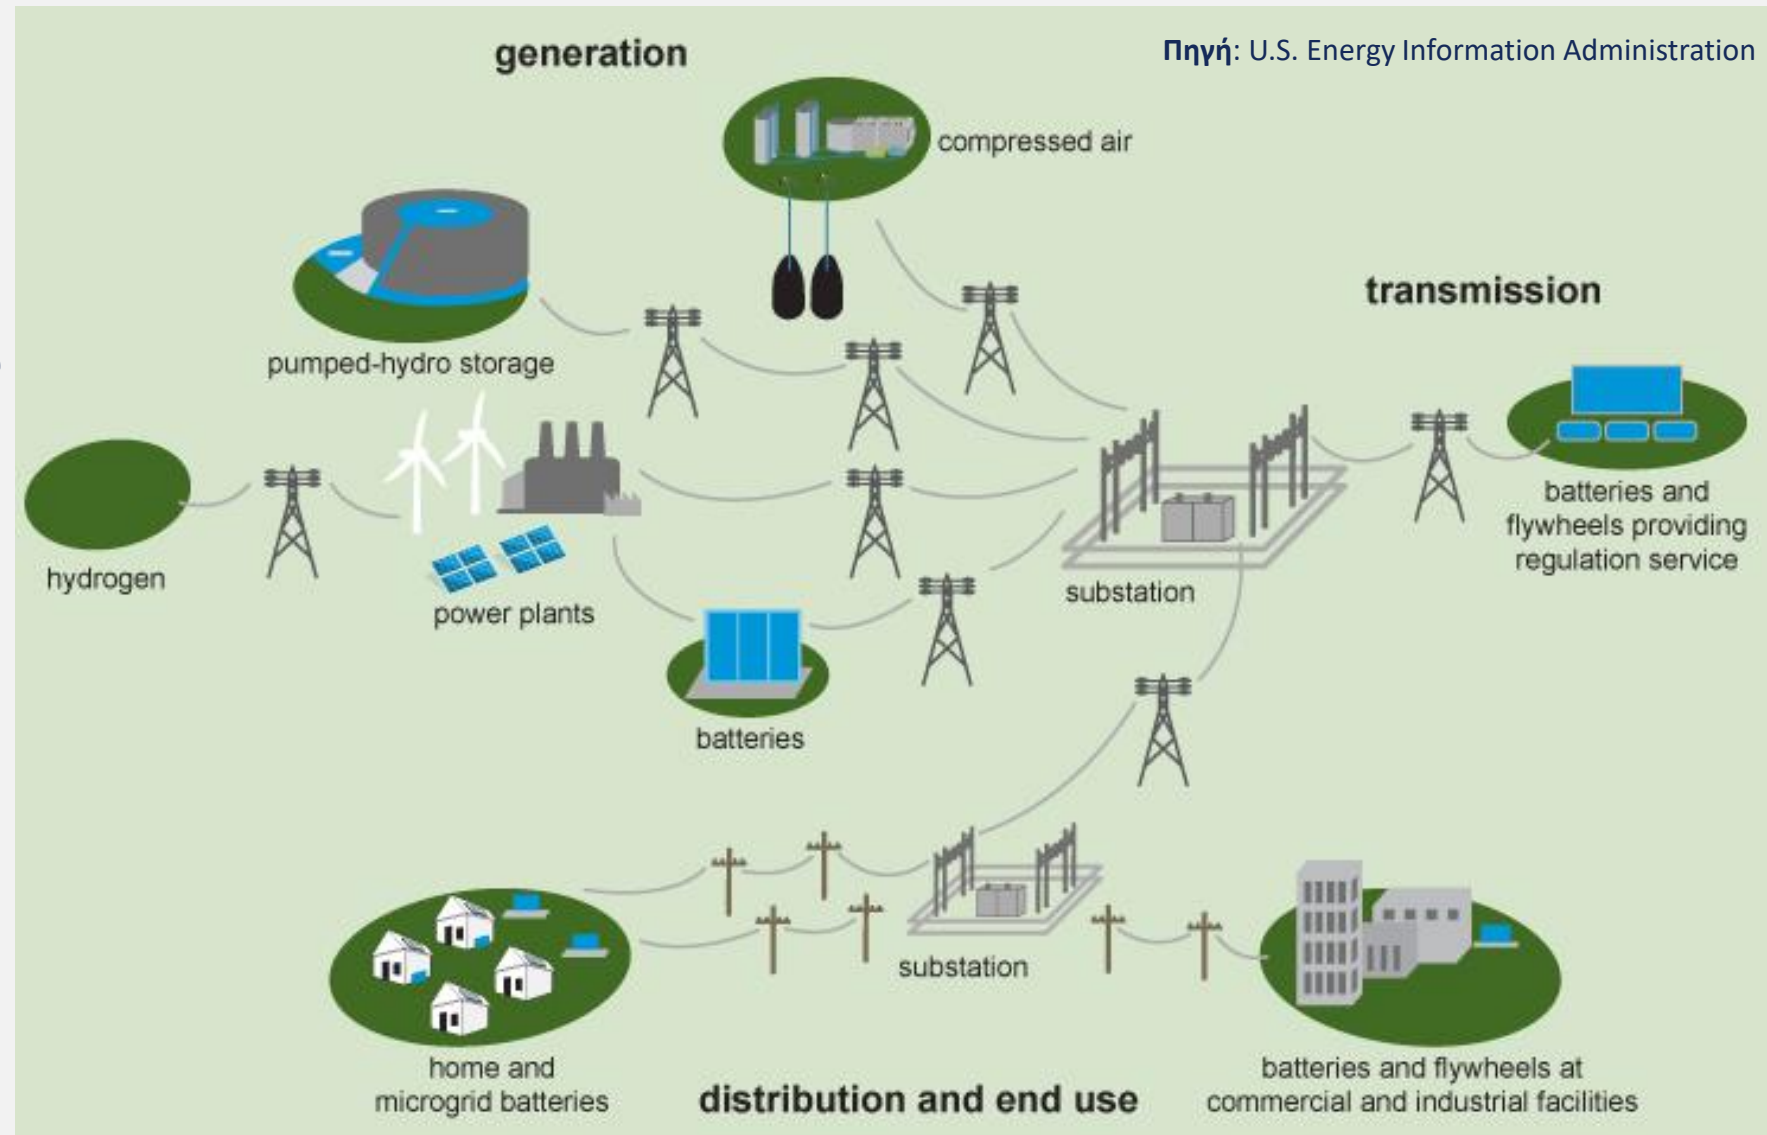 generation
Πηγή: U.S. Energy Information Administration
compressed air
transmission
pumped-hydro storage
batteries and
flywheels providing
regulation service
hydrogen
power plants
substation
batteries
substation
home and
microgrid batteries
distribution and end use
batteries and flywheels at
commercial and industrial facilities